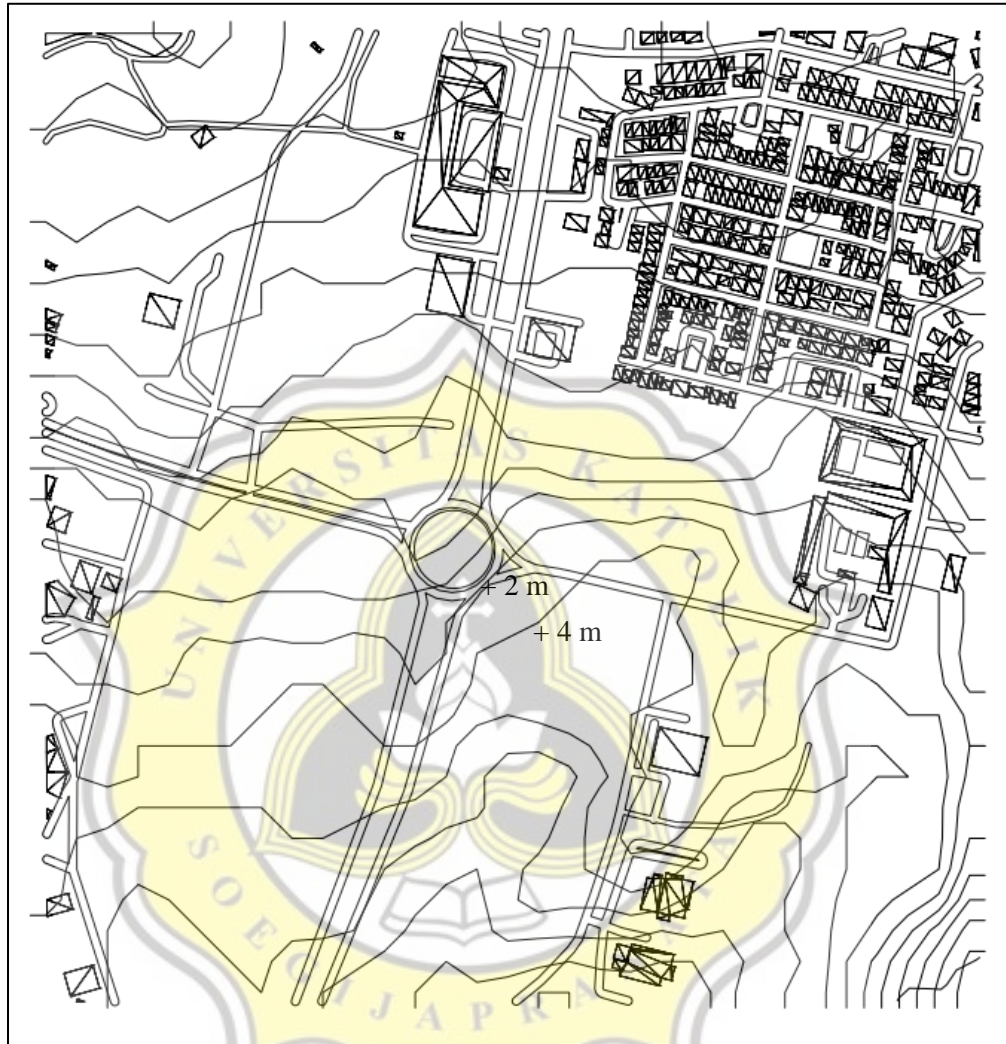 UNIVERSITAS KATOLIK
+ 2 m
+ 4 m
SOEGIJAPRANATA